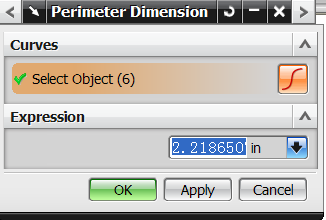 Perimeter Dimension
Curves
Select Object (6)
Expression
2.218650 in
OK Apply Cancel